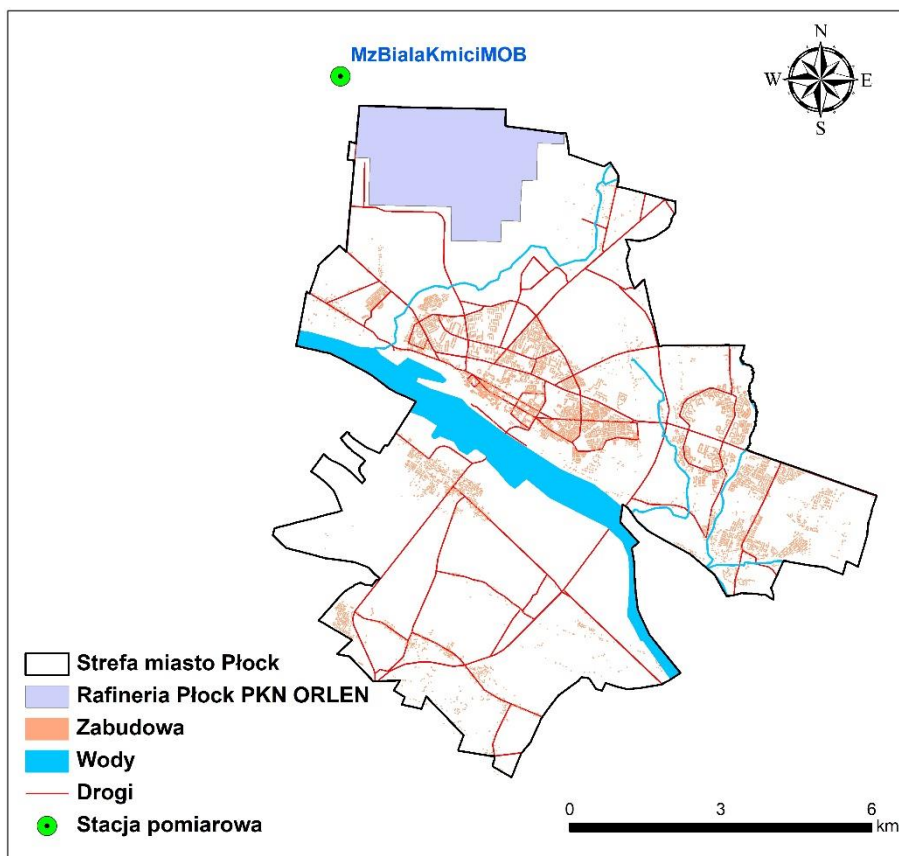 MzBialaKmiciMOB
N
W E
S
Strefa miasto Płock
Rafineria Płock PKN ORLEN
Zabudowa
Wody
Drogi
Stacja pomiarowa
0 3 6
km